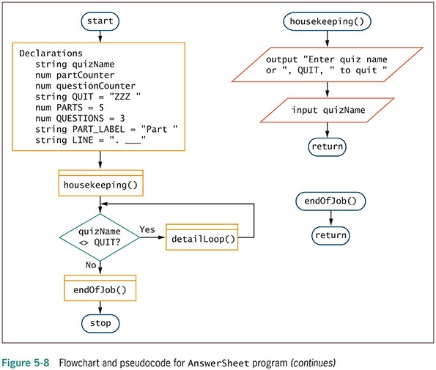 start
Declarations
string quizName
num partCounter
num questionCounter
string QUIT = "ZZZ "
num PARTS = 5
num QUESTIONS = 3
string PART_LABEL = "Part "
string LINE = ". ___"
housekeeping()
quizName
<> QUIT?
Yes
detailLoop()
No
endOfJob()
stop
housekeeping()
output "Enter quiz name
or ", QUIT, " to quit "
input quizName
return
endOfJob()
return
Figure 5-8 Flowchart and pseudocode for AnswerSheet program (continues)